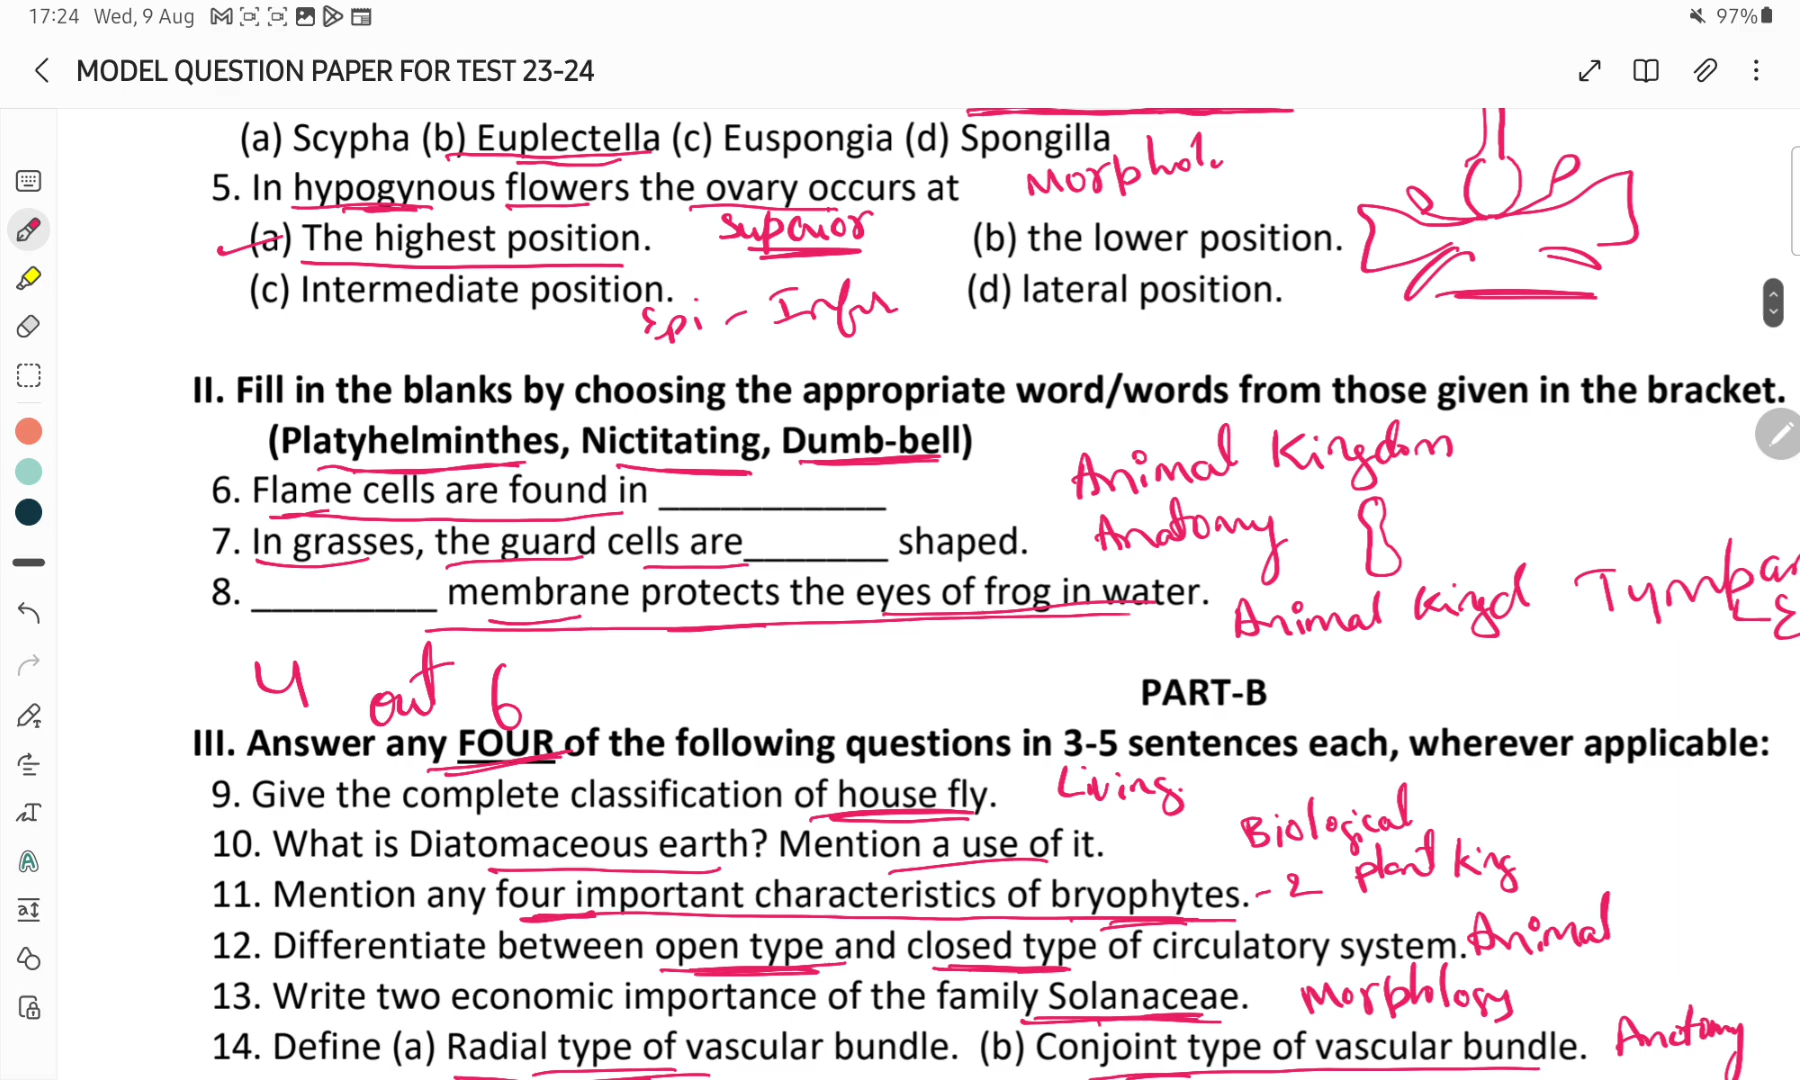 17:24 Wed, 9 Aug
97%
MODEL QUESTION PAPER FOR TEST 23-24
(a) Scypha (b) Euplectella (c) Euspongia (d) Spongilla
Morphol.
5. In hypogynous flowers the ovary occurs at
(a) The highest position. (b) the lower position.
(c) Intermediate position. (d) lateral position.
Epi -
II. Fill in the blanks by choosing the appropriate word/words from those given in the bracket.
(Platyhelminthes, Nictitating, Dumb-bell)
Animal Kingdom
6. Flame cells are found in ____________
7. In grasses, the guard cells are________ shaped. Anatomy
8. __________ membrane protects the eyes of frog in water. Animal
4 out 6
PART-B
III. Answer any FOUR of the following questions in 3-5 sentences each, wherever applicable:
9. Give the complete classification of house fly. Living
10. What is Diatomaceous earth? Mention a use of it. Biological
11. Mention any four important characteristics of bryophytes. - 2 plant King
12. Differentiate between open type and closed type of circulatory system. Animal
13. Write two economic importance of the family Solanaceae. Morphology
14. Define (a) Radial type of vascular bundle. (b) Conjoint type of vascular bundle. Anatomy